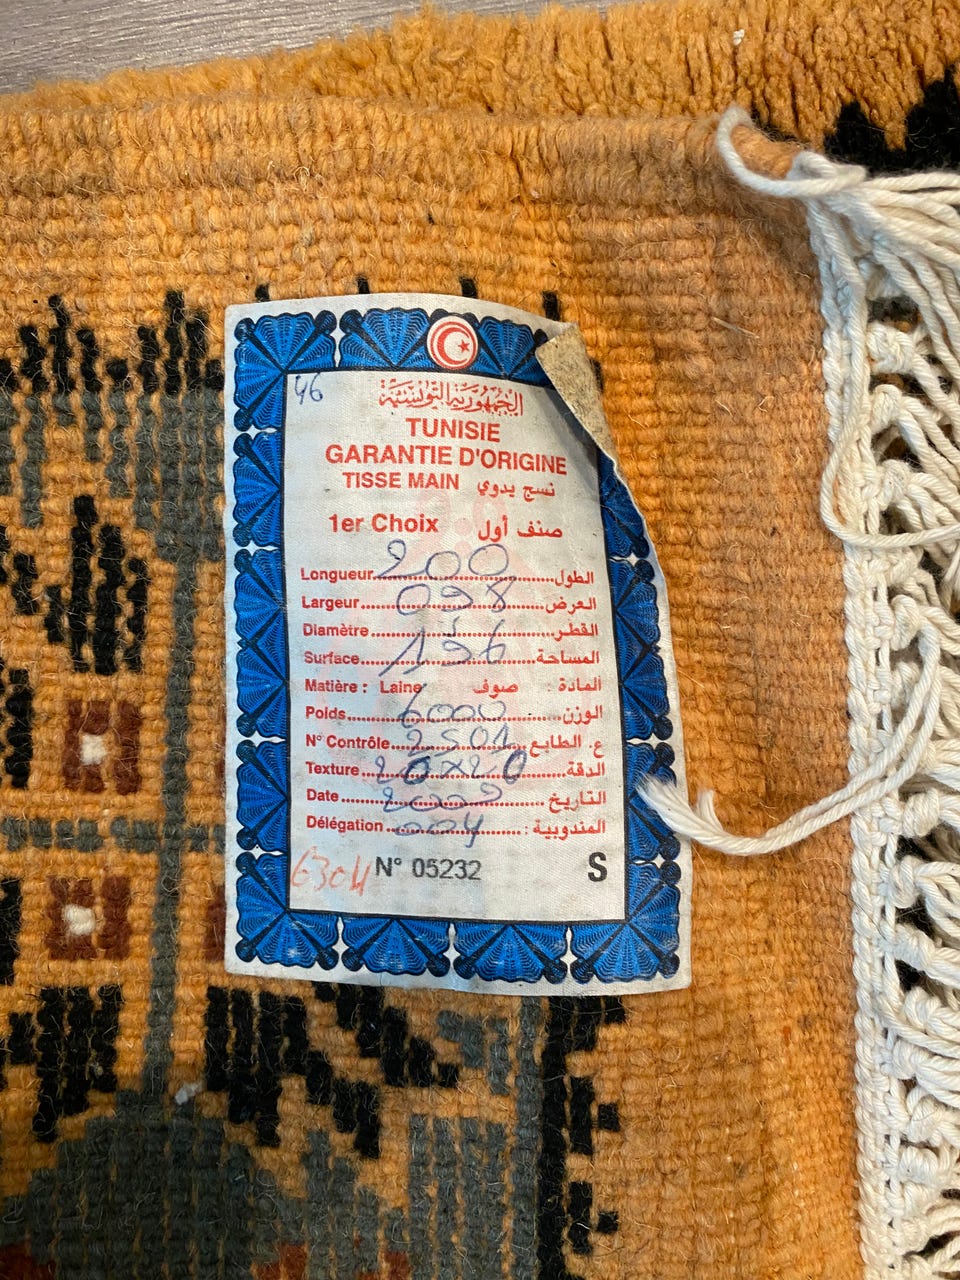 46
الجمهورية التونسية
TUNISIE
GARANTIE D'ORIGINE
TISSE MAIN نسج يدوي
1er Choix صنف أول
Longueur 200 الطول
Largeur 098 العرض
Diamètre القطر
Surface 196 المساحة
Matière : Laine صوف المادة :
Poids 6000 الوزن
N° Contrôle 2501 ع. الطابع
Texture 20x20 الدقة
Date 2009 التاريخ
Délégation 004 المندوبية :
N° 05232 S